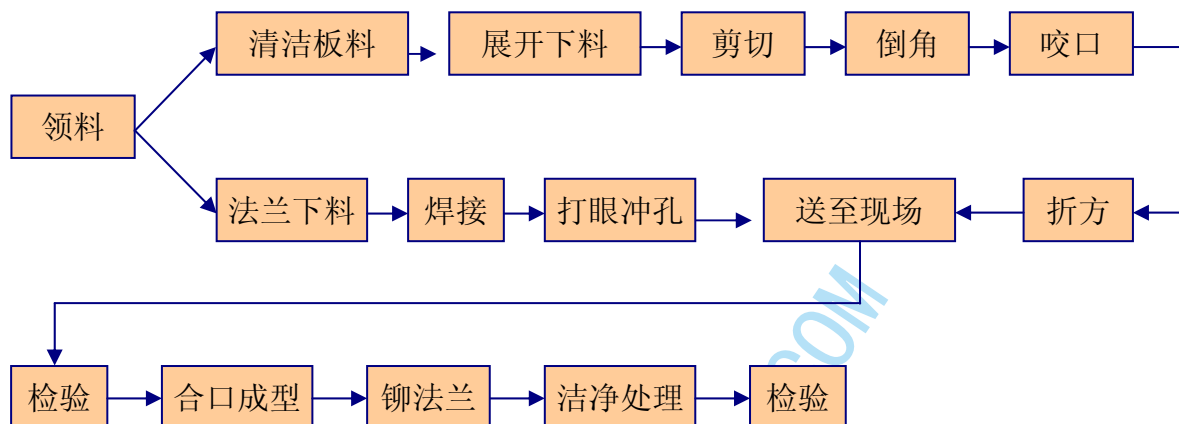 清洁板料 展开下料 剪切 倒角 咬口
领料
法兰下料 焊接 打眼冲孔 送至现场 折方
COM
检验 合口成型 铆法兰 洁净处理 检验